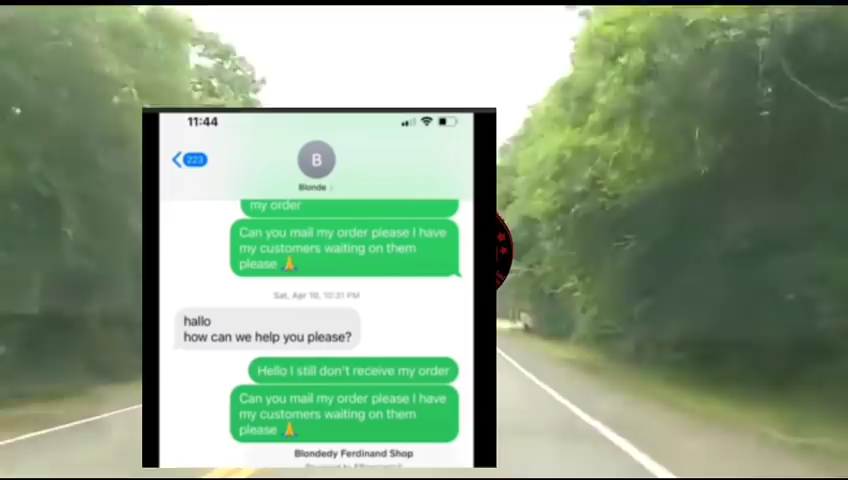 11:44
223
B
Blonde
my order
Can you mail my order please I have
my customers waiting on them
please 🙏
Sat, Apr 19, 10:31 PM
hallo
how can we help you please?
Hello I still don't receive my order
Can you mail my order please I have
my customers waiting on them
please 🙏
Blondedy Ferdinand Shop